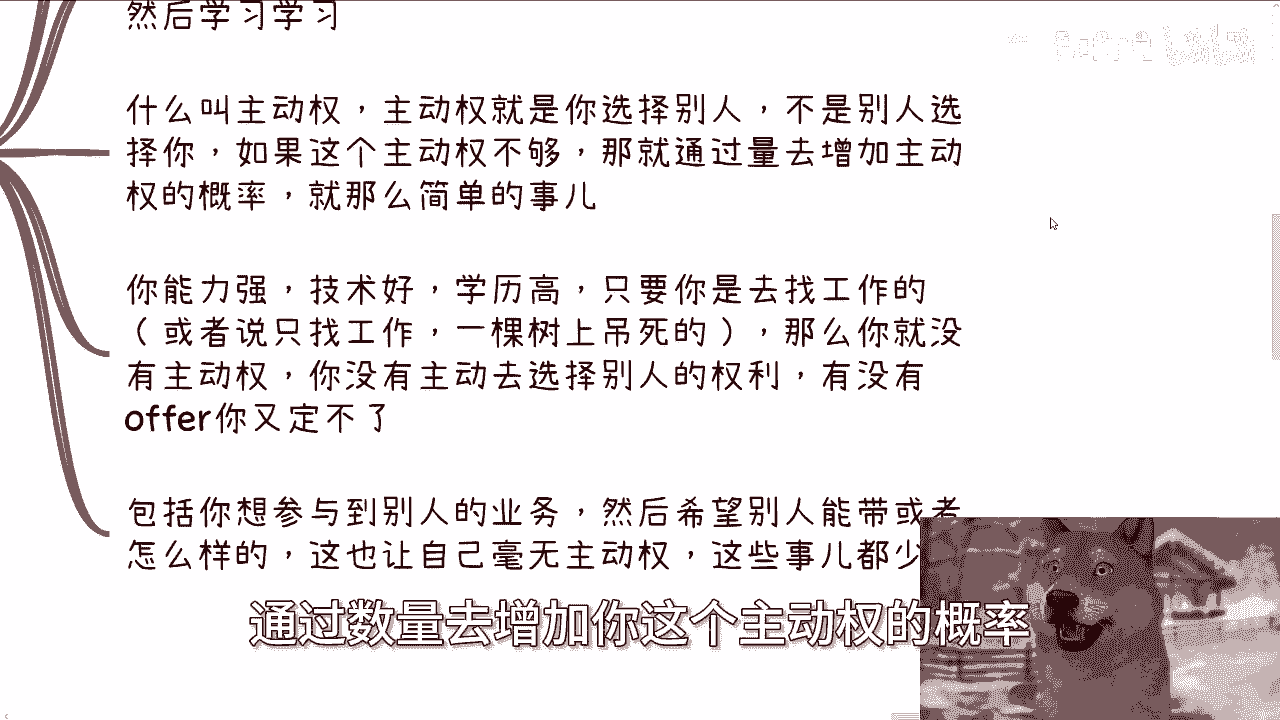 然后学习学习
什么叫主动权，主动权就是你选择别人，不是别人选
择你，如果这个主动权不够，那就通过量去增加主动
权的概率，就那么简单的事儿
你能力强，技术好，学历高，只要你是去找工作的
（或者说只找工作，一棵树上吊死的），那么你就没
有主动权，你没有主动去选择别人的权利，有没有
offer你又定不了
包括你想参与到别人的业务，然后希望别人能带或者
怎么样的，这也让自己毫无主动权，这些事儿都少
通过数量去增加你这个主动权的概率